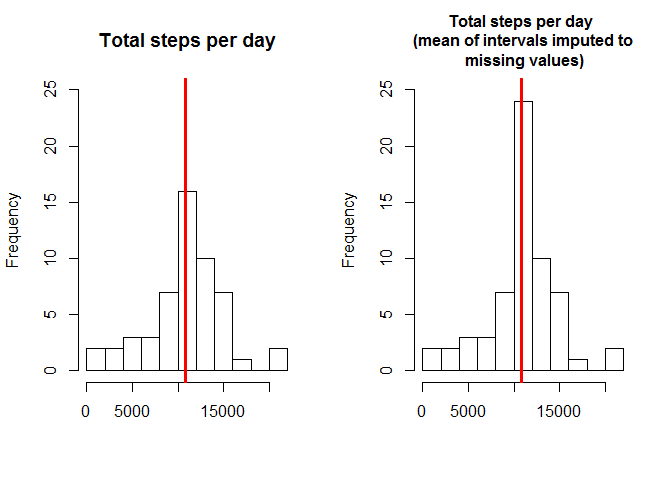 Total steps per day
Frequency
25
20
15
10
5
0
0 5000 15000
Total steps per day
(mean of intervals imputed to
missing values)
Frequency
25
20
15
10
5
0
0 5000 15000